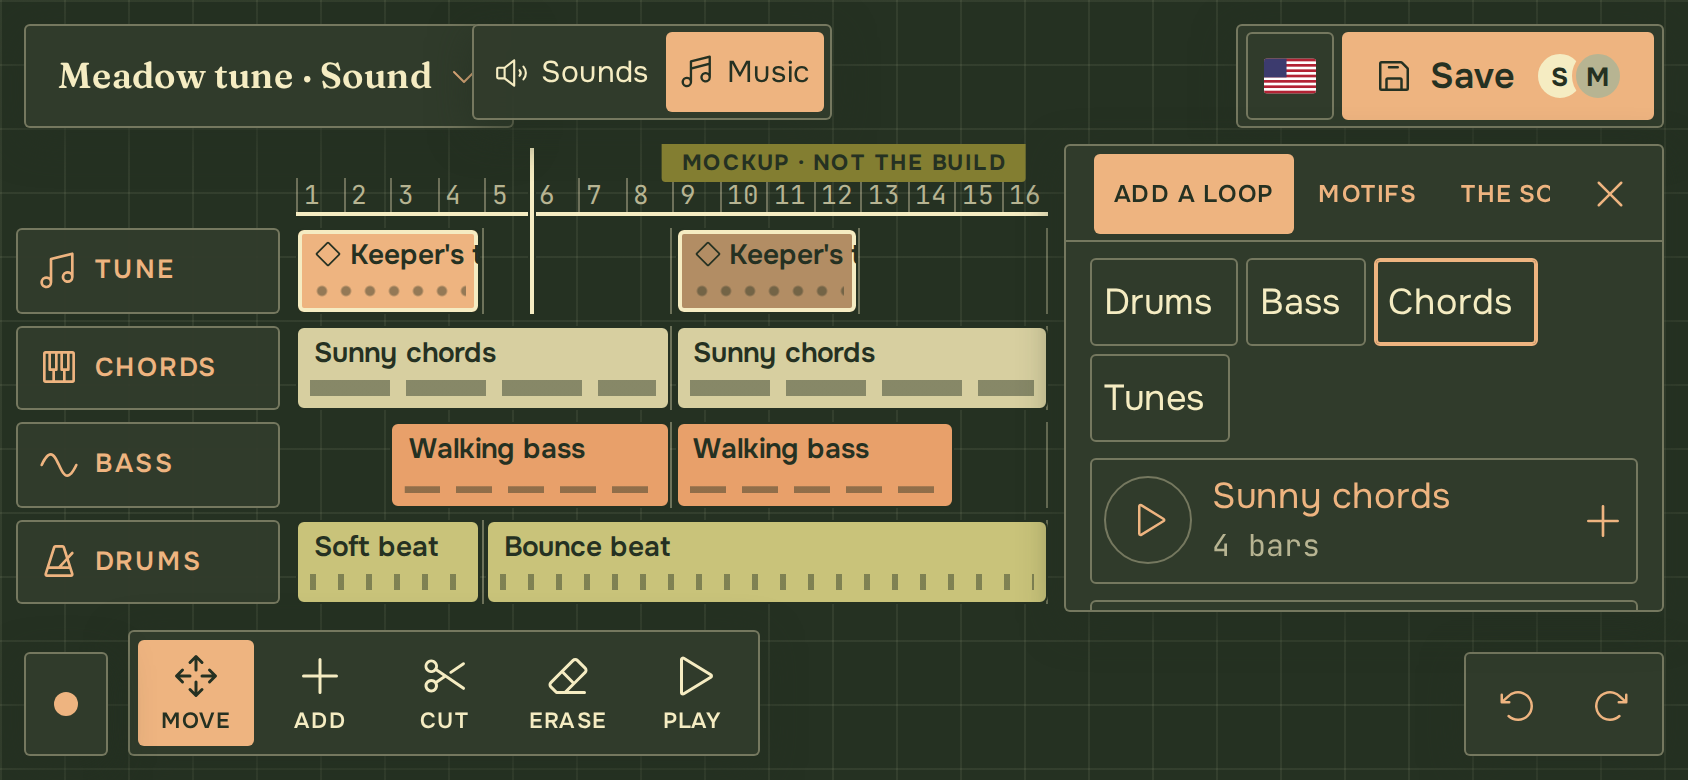 Meadow tune · Sound
Sounds
Music
Save
S
M
MOCKUP · NOT THE BUILD
1 2 3 4 5 6 7 8 9 10 11 12 13 14 15 16
TUNE
Keeper's
Keeper's
CHORDS
Sunny chords
Sunny chords
BASS
Walking bass
Walking bass
DRUMS
Soft beat
Bounce beat
ADD A LOOP
MOTIFS
THE SC
Drums
Bass
Chords
Tunes
Sunny chords
4 bars
MOVE
ADD
CUT
ERASE
PLAY